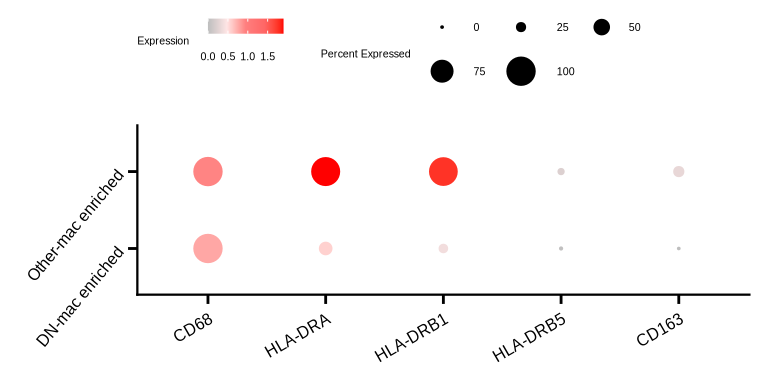 Expression
0.0 0.5 1.0 1.5
Percent Expressed
0 25 50
75 100
Other-mac enriched
DN-mac enriched
CD68 HLA-DRA HLA-DRB1 HLA-DRB5 CD163